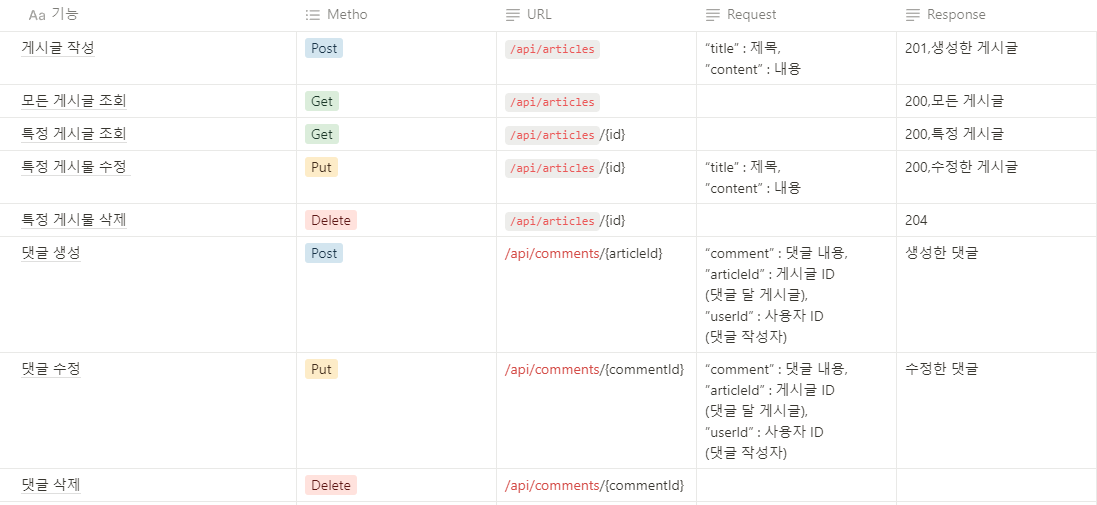 Aa 기능 Metho URL Request Response
게시글 작성 Post /api/articles “title” : 제목, 201,생성한 게시글
“content” : 내용
모든 게시글 조회 Get /api/articles 200,모든 게시글
특정 게시글 조회 Get /api/articles/{id} 200,특정 게시글
특정 게시물 수정 Put /api/articles/{id} “title” : 제목, 200,수정한 게시글
“content” : 내용
특정 게시물 삭제 Delete /api/articles/{id} 204
댓글 생성 Post /api/comments/{articleId} “comment” : 댓글 내용, 생성한 댓글
”articleId” : 게시글 ID
(댓글 달 게시글),
”userId” : 사용자 ID
(댓글 작성자)
댓글 수정 Put /api/comments/{commentId} “comment” : 댓글 내용, 수정한 댓글
”articleId” : 게시글 ID
(댓글 달 게시글),
”userId” : 사용자 ID
(댓글 작성자)
댓글 삭제 Delete /api/comments/{commentId}